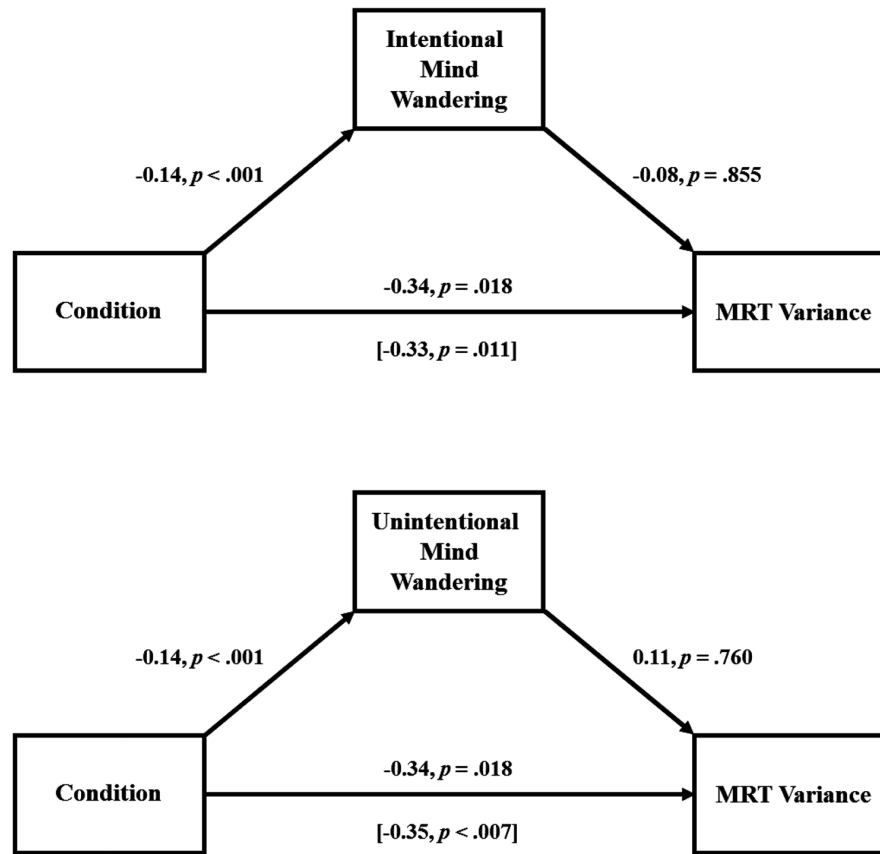 Intentional
Mind
Wandering
-0.14, p < .001
-0.08, p = .855
Condition
-0.34, p = .018
[-0.33, p = .011]
MRT Variance
Unintentional
Mind
Wandering
-0.14, p < .001
0.11, p = .760
Condition
-0.34, p = .018
[-0.35, p < .007]
MRT Variance